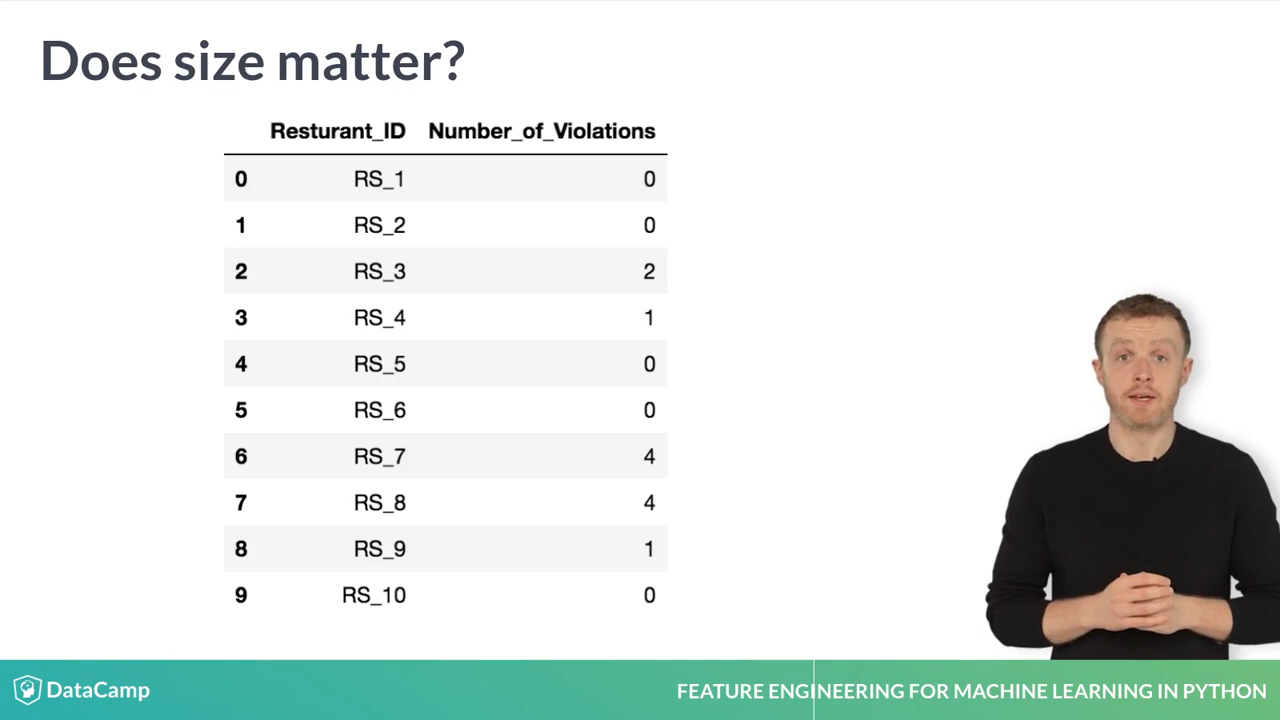 Does size matter?
Resturant_ID Number_of_Violations
0 RS_1 0
1 RS_2 0
2 RS_3 2
3 RS_4 1
4 RS_5 0
5 RS_6 0
6 RS_7 4
7 RS_8 4
8 RS_9 1
9 RS_10 0
DataCamp FEATURE ENGINEERING FOR MACHINE LEARNING IN PYTHON